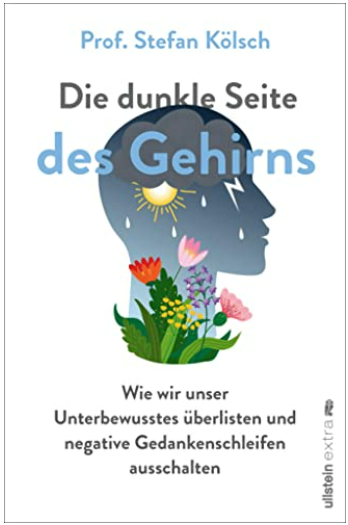 Prof. Stefan Kölsch
Die dunkle Seite
des Gehirns
Wie wir unser
Unterbewusstes überlisten und
negative Gedankenschleifen
ausschalten
ullstein extra